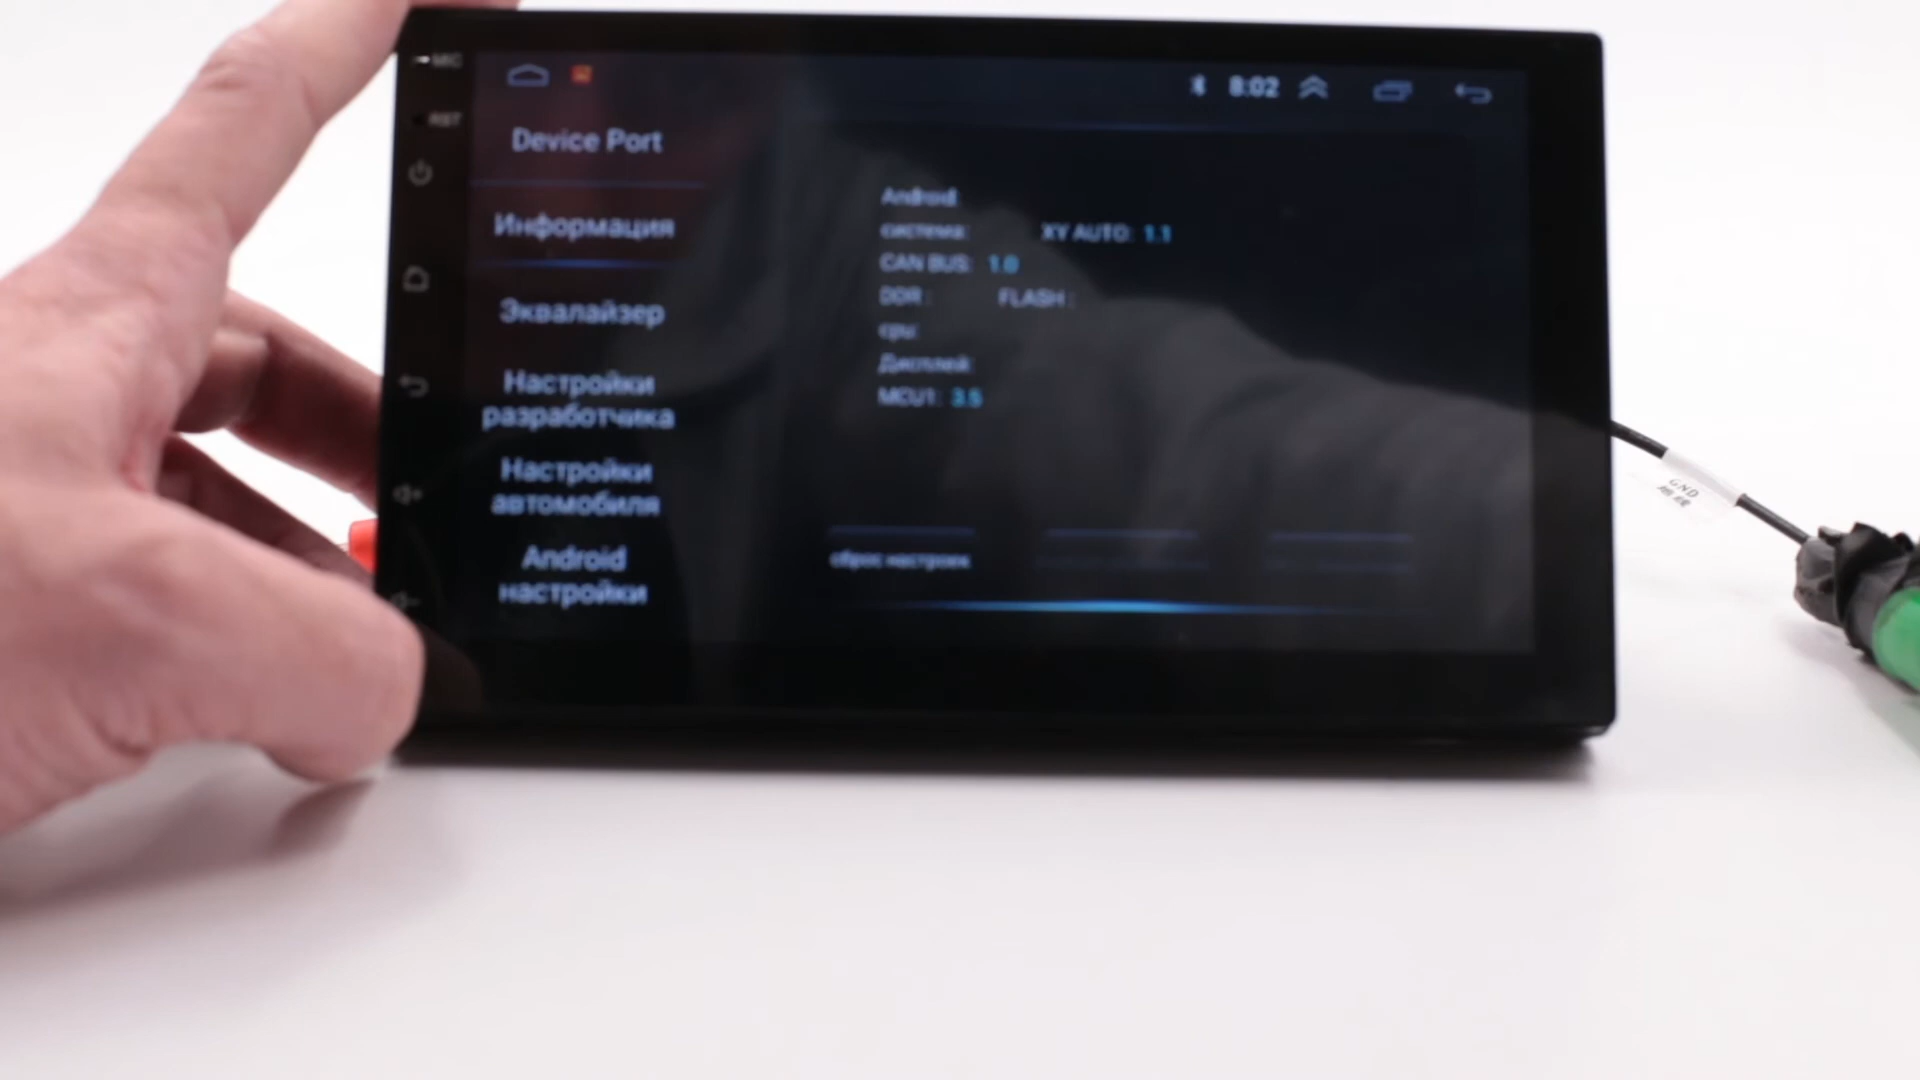 MIC
8:02
RST
Device Port
Информация
Эквалайзер
Настройки
разработчика
Настройки
автомобиля
Android
настройки
Android:
система: XY AUTO: 1.1
CAN BUS: 1.0
DDR : FLASH :
cpu:
Дисплей:
MCU1: 3.5
сброс настроек
GND